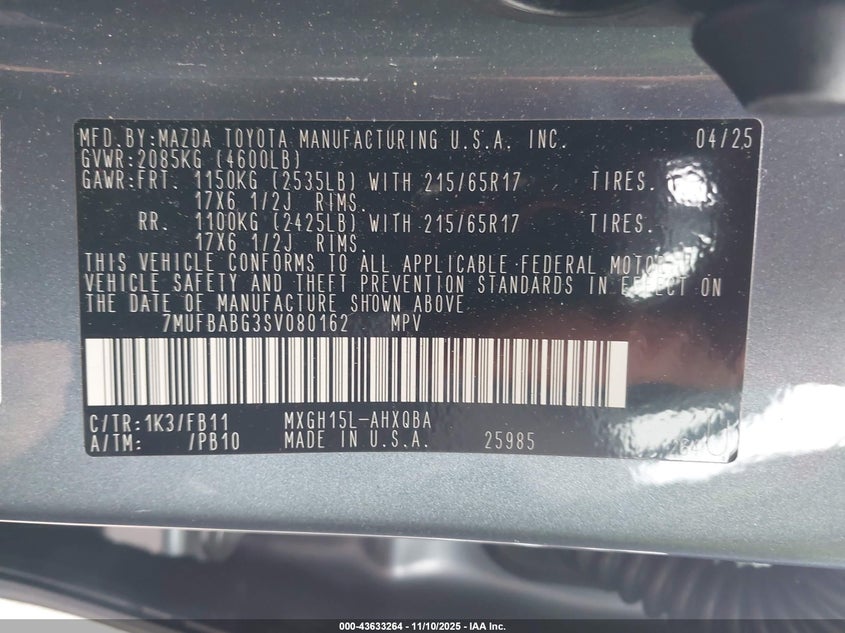 MFD.BY:MAZDA TOYOTA MANUFACTURING U.S.A. INC. 04/25
GVWR:2085KG (4600LB)
GAWR:FRT. 1150KG (2535LB) WITH 215/65R17 TIRES.
17X6 1/2J RIMS.
RR. 1100KG (2425LB) WITH 215/65R17 TIRES.
17X6 1/2J RIMS.
THIS VEHICLE CONFORMS TO ALL APPLICABLE FEDERAL MOTOR
VEHICLE SAFETY AND THEFT PREVENTION STANDARDS IN EFFECT ON
THE DATE OF MANUFACTURE SHOWN ABOVE.
7MUFBABG3SV080162 MPV
C/TR:1K3/FB11 MXGH15L-AHXQBA
A/TM: /PB10 MADE IN U.S.A. 25985
000-43633264 - 11/10/2025 - IAA Inc.